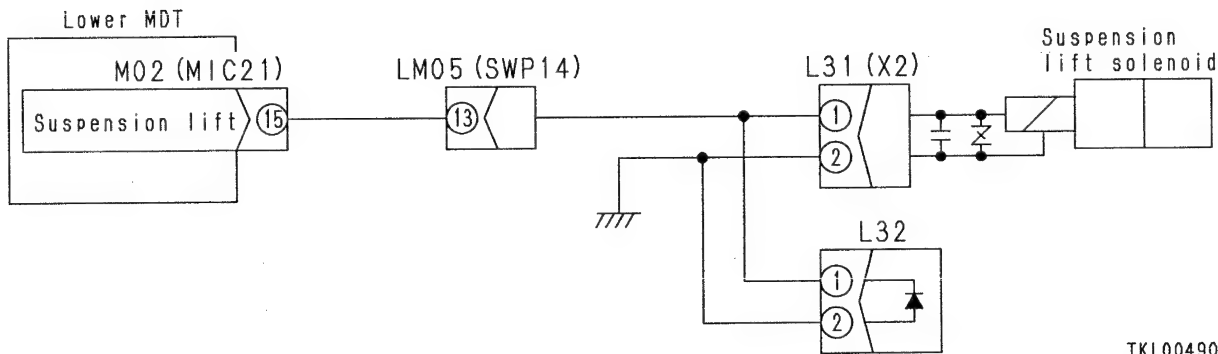 Lower MDT
M02 (MIC21)
Suspension lift
15
LM05 (SWP14)
13
L31 (X2)
1
2
Suspension
lift solenoid
L32
1
2
TKL00490